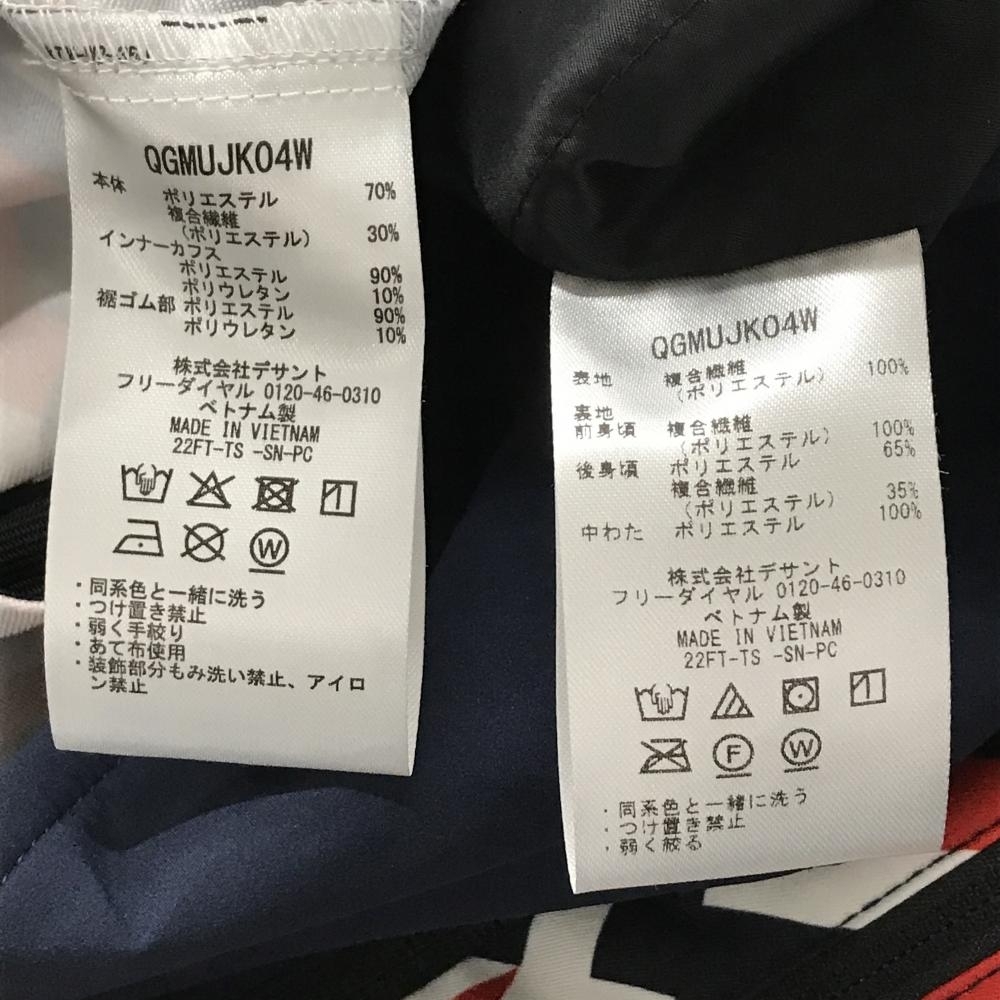 QGMUJK04W
本体 ポリエステル 70%
複合繊維
(ポリエステル) 30%
インナーカフス
ポリエステル 90%
ポリウレタン 10%
裾ゴム部 ポリエステル 90%
ポリウレタン 10%
株式会社デサント
フリーダイヤル 0120-46-0310
ベトナム製
MADE IN VIETNAM
22FT-TS -SN-PC
W
・同系色と一緒に洗う
・つけ置き禁止
・弱く手絞り
・あて布使用
・装飾部分もみ洗い禁止、アイロ
ン禁止
QGMUJK04W
表地 複合繊維 100%
(ポリエステル)
裏地
前身頃 複合繊維 100%
(ポリエステル)
後身頃 ポリエステル 65%
複合繊維 35%
(ポリエステル)
中わた ポリエステル 100%
株式会社デサント
フリーダイヤル 0120-46-0310
ベトナム製
MADE IN VIETNAM
22FT-TS -SN-PC
F W
・同系色と一緒に洗う
・つけ置き禁止
・弱く絞る